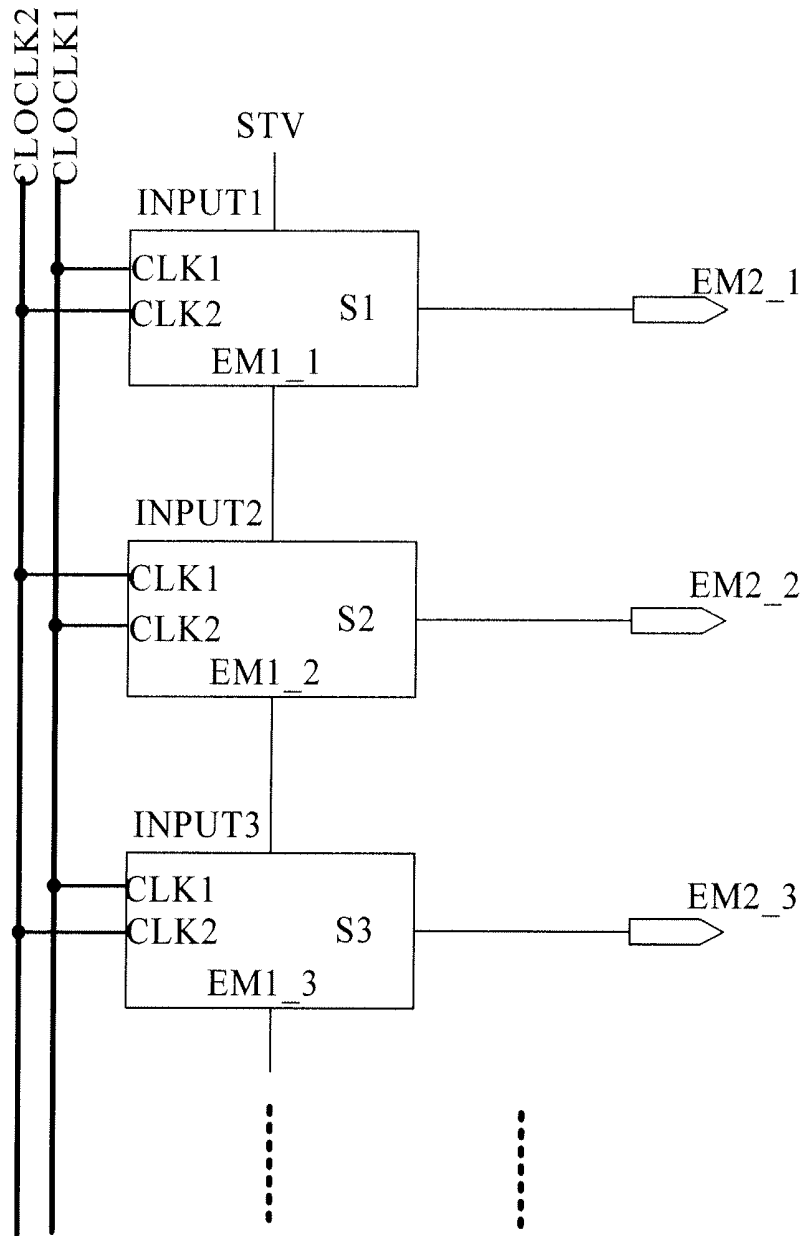 CLOCLK2
CLOCLK1
STV
INPUT1
CLK1
CLK2
S1
EM1_1
EM2_1
INPUT2
CLK1
CLK2
S2
EM1_2
EM2_2
INPUT3
CLK1
CLK2
S3
EM1_3
EM2_3